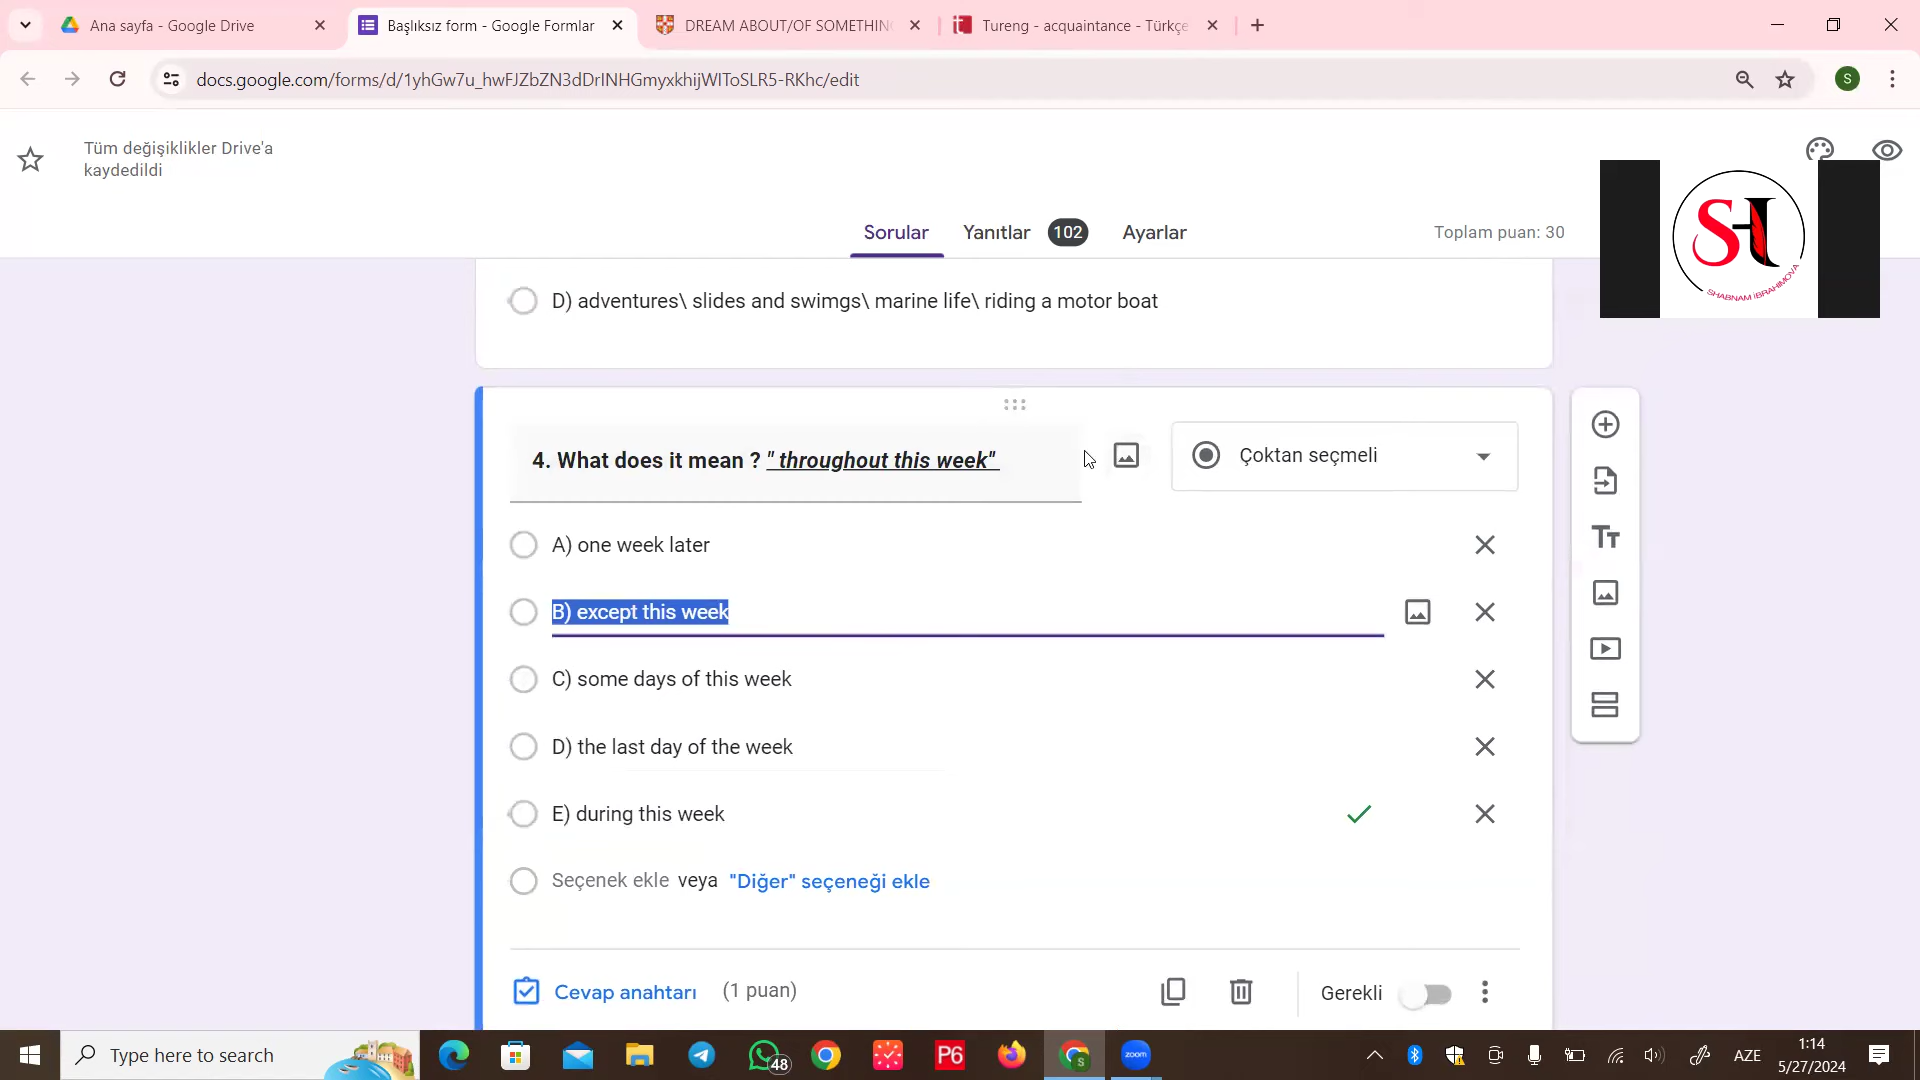 Ana sayfa - Google Drive
Başlıksız form - Google Formlar
DREAM ABOUT/OF SOMETHIN
Tureng - acquaintance - Türkçe
docs.google.com/forms/d/1yhGw7u_hwFJZbZN3dDrINHGmyxkhijWIToSLR5-RKhc/edit
S
Tüm değişiklikler Drive'a
kaydedildi
Sorular
Yanıtlar 102
Ayarlar
Toplam puan: 30
SHI
SHABNAM İBRAHIMOVA
D) adventures\ slides and swimgs\ marine life\ riding a motor boat
4. What does it mean ? " throughout this week"
Çoktan seçmeli
A) one week later
B) except this week
C) some days of this week
D) the last day of the week
E) during this week
Seçenek ekle veya "Diğer" seçeneği ekle
Tт
Cevap anahtarı (1 puan)
Gerekli
Type here to search
48
P6
S
zoom
AZE
1:14
5/27/2024